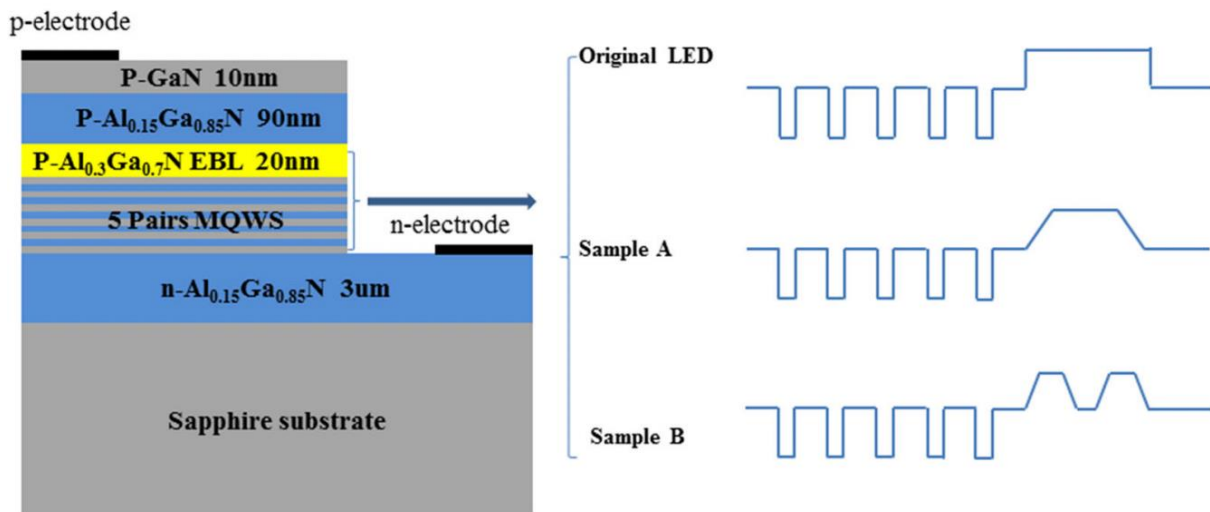 p-electrode
P-GaN 10nm
P-Al₀.₁₅Ga₀.₈₅N 90nm
P-Al₀.₃Ga₀.₇N EBL 20nm
5 Pairs MQWS
n-electrode
n-Al₀.₁₅Ga₀.₈₅N 3um
Sapphire substrate
Original LED
Sample A
Sample B